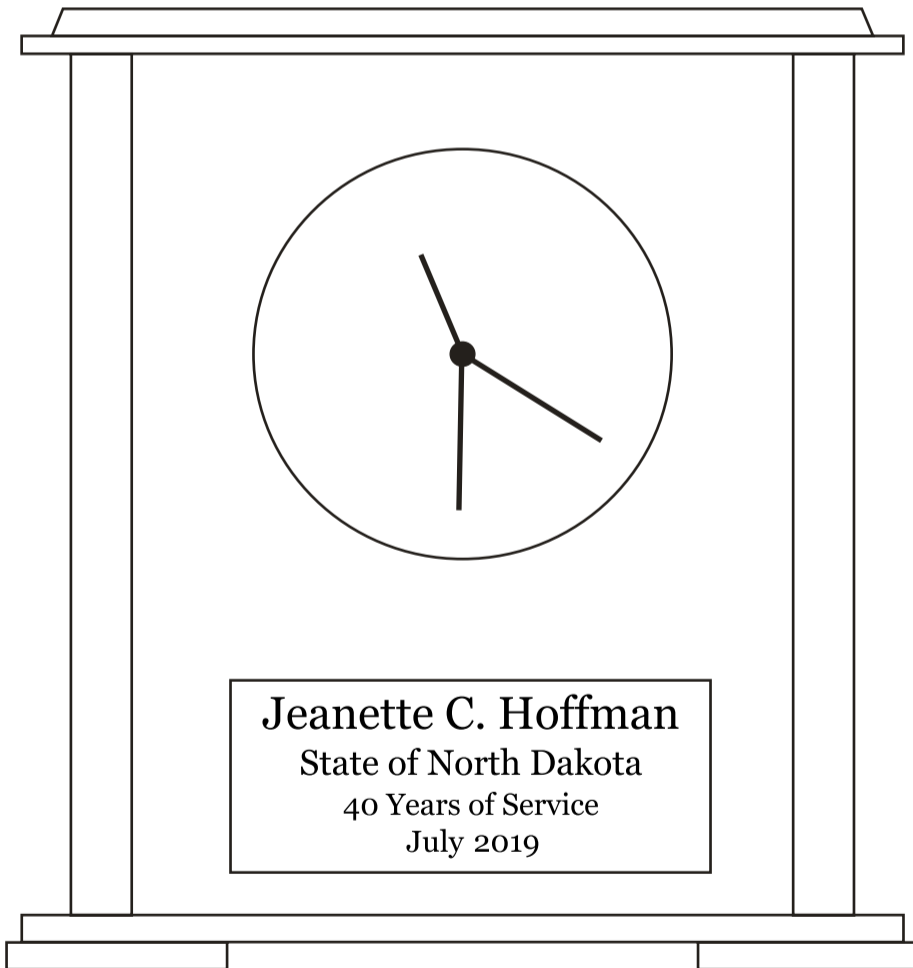 Jeanette C. Hoffman
State of North Dakota
40 Years of Service
July 2019